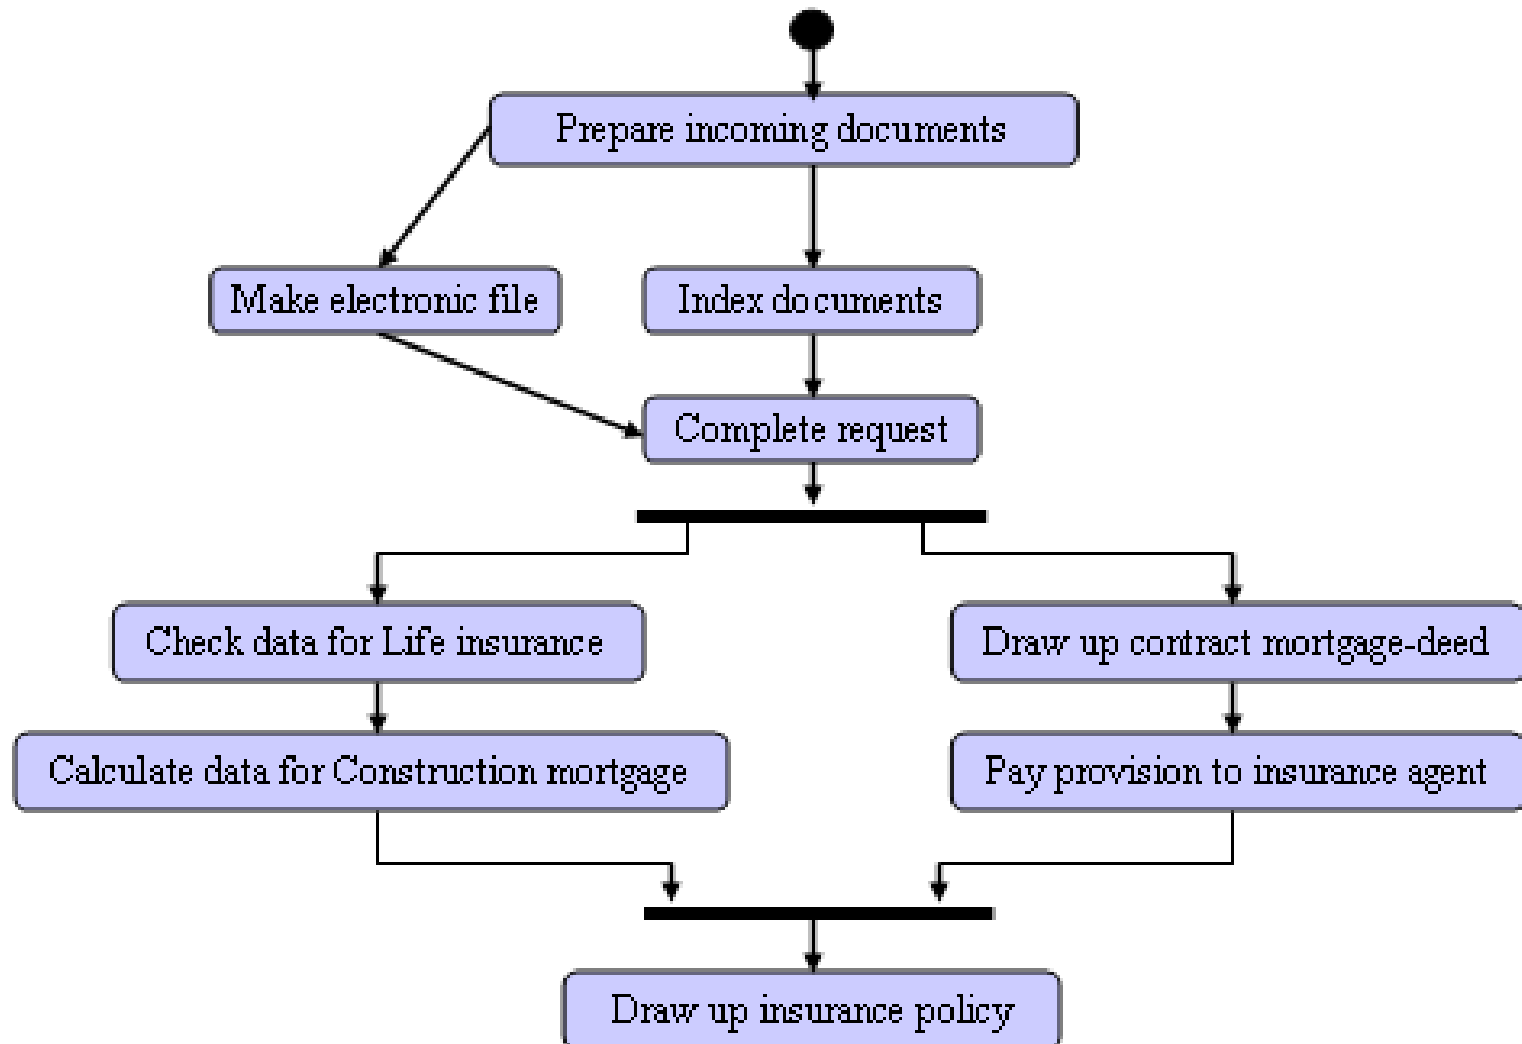 Prepare incoming documents
Make electronic file
Index documents
Complete request
Check data for Life insurance
Draw up contract mortgage-deed
Calculate data for Construction mortgage
Pay provision to insurance agent
Draw up insurance policy